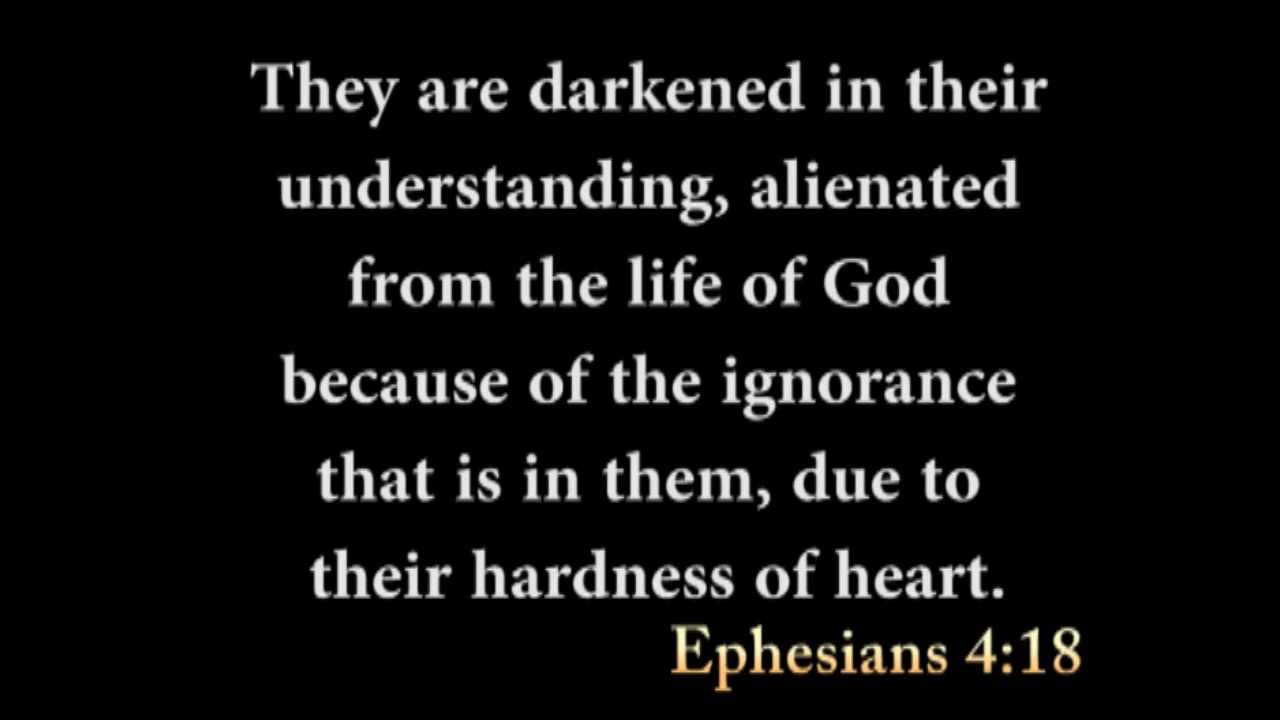 They are darkened in their
understanding, alienated
from the life of God
because of the ignorance
that is in them, due to
their hardness of heart.
Ephesians 4:18